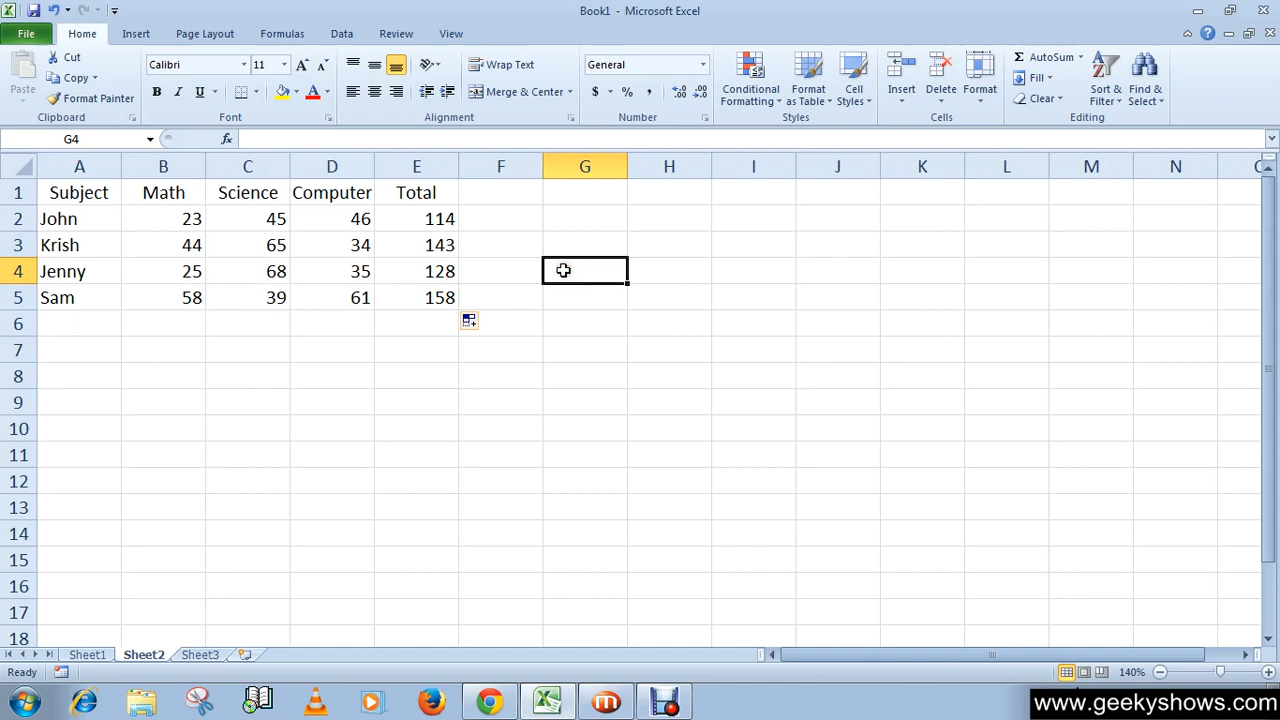 Book1 - Microsoft Excel
File Home Insert Page Layout Formulas Data Review View
Cut
Copy
Format Painter
Paste
Clipboard
Calibri 11
B I U
Font
Wrap Text
Merge & Center
Alignment
General
$ % ,
Number
Conditional Formatting
Format as Table
Cell Styles
Styles
Insert
Delete
Format
Cells
Σ AutoSum
Fill
Clear
Sort & Filter
Find & Select
Editing
G4 fx
A B C D E F G H I J K L M N
1 Subject Math Science Computer Total
2 John 23 45 46 114
3 Krish 44 65 34 143
4 Jenny 25 68 35 128
5 Sam 58 39 61 158
6
7
8
9
10
11
12
13
14
15
16
17
18
Sheet1 Sheet2 Sheet3
Ready 140%
www.geekyshows.com